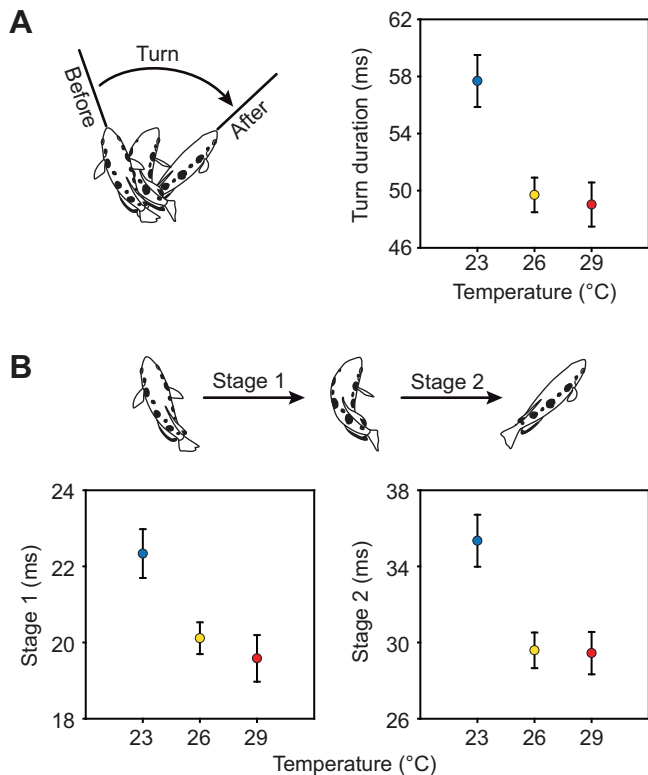 A
Before
Turn
After
Turn duration (ms)
62
58
54
50
46
23 26 29
Temperature (°C)
B
Stage 1
Stage 2
Stage 1 (ms)
24
22
20
18
23 26 29
Stage 2 (ms)
38
34
30
26
23 26 29
Temperature (°C)